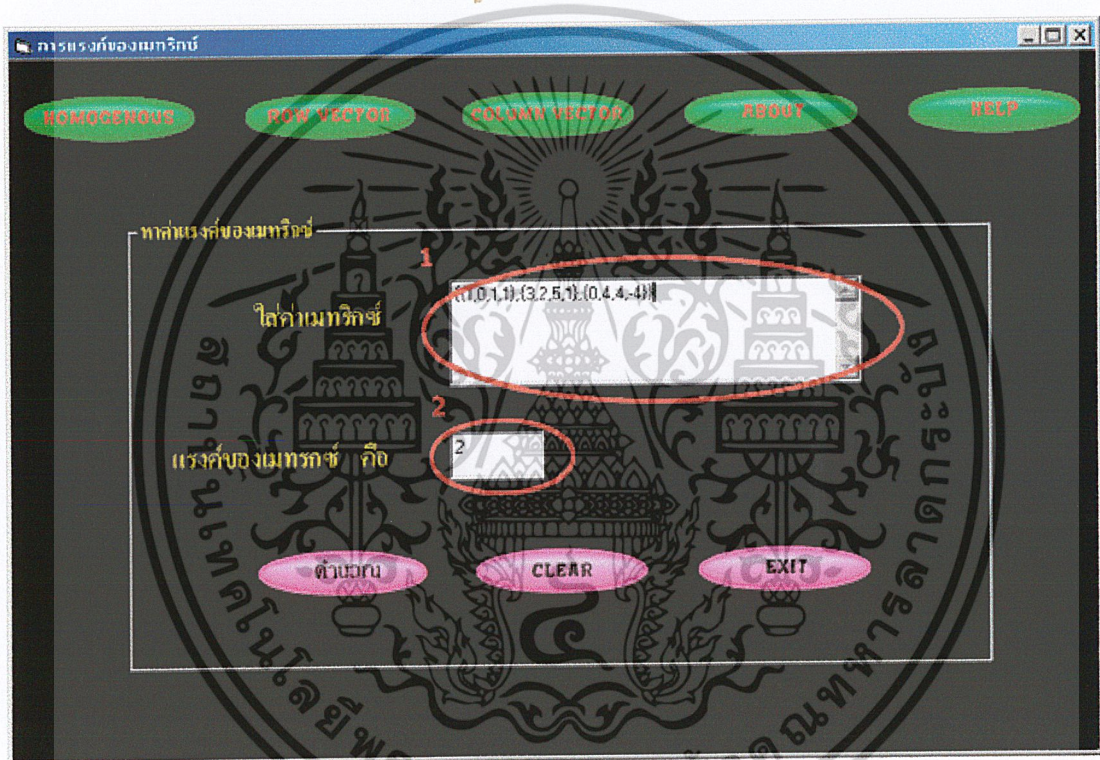 การแรงก์ของเมทริกซ์
HOMOGENOUS ROW VECTOR COLUMN VECTOR ABOUT HELP
หาค่าแรงค์ของเมทริกซ์
1
ใส่ค่าเมทริกซ์
{{1,0,1,1},{3,2,5,1},{0,4,4,-4}}
2
แรงค์ของเมทริกซ์ คือ
2
คำนวณ CLEAR EXIT